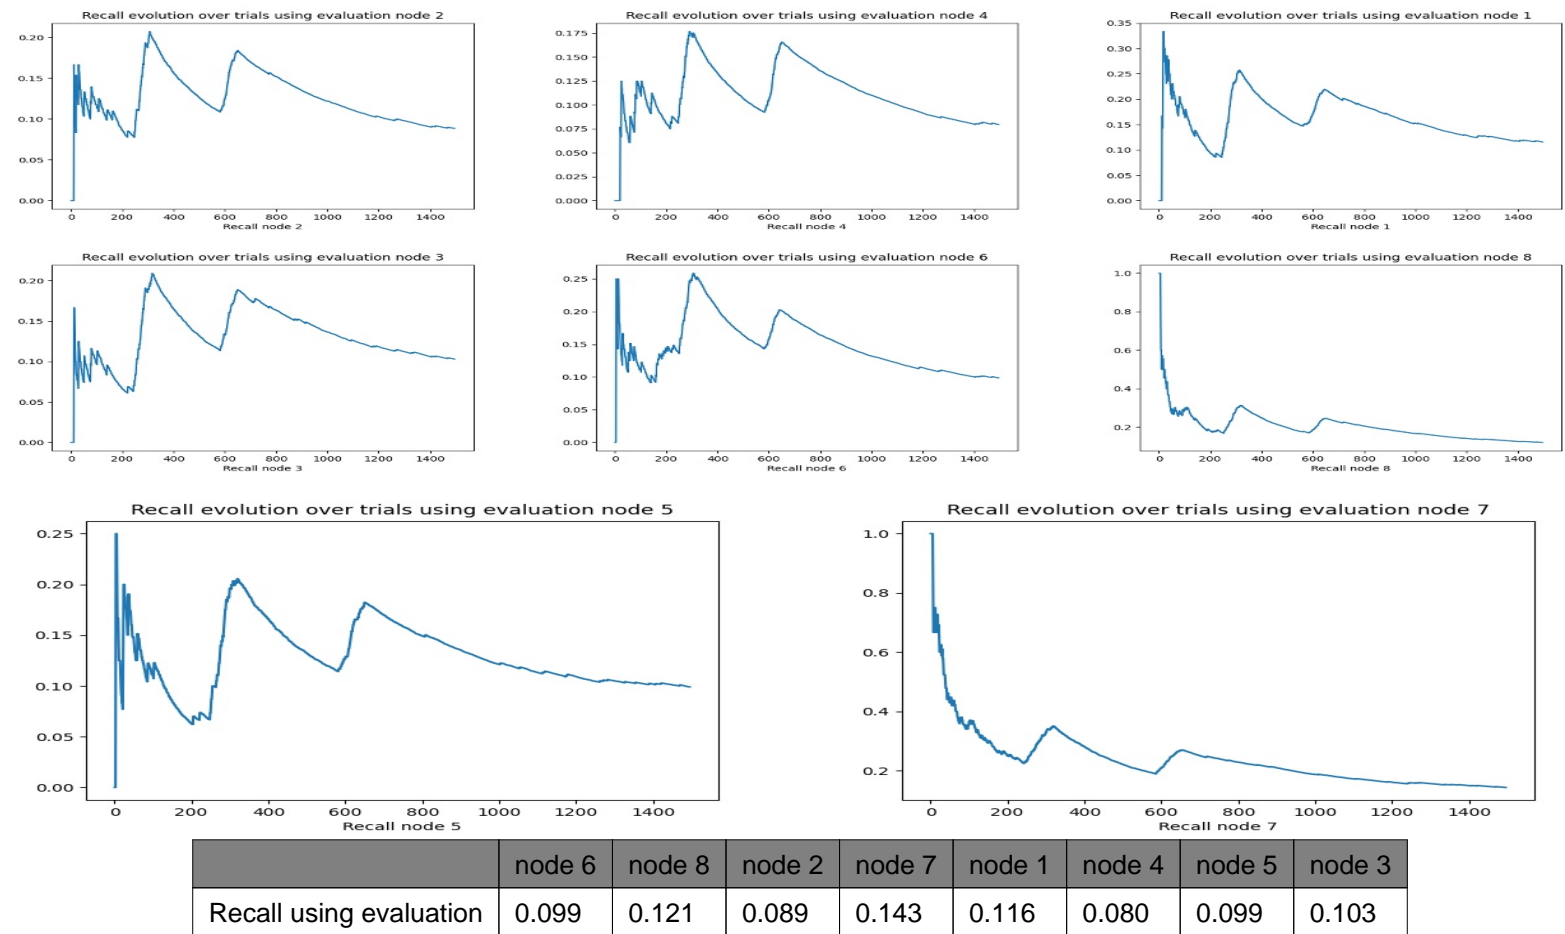 Recall evolution over trials using evaluation node 2
0.20
0.15
0.10
0.05
0.00
0 200 400 600 800 1000 1200 1400
Recall node 2
Recall evolution over trials using evaluation node 4
0.175
0.150
0.125
0.100
0.075
0.050
0.025
0.000
0 200 400 600 800 1000 1200 1400
Recall node 4
Recall evolution over trials using evaluation node 1
0.35
0.30
0.25
0.20
0.15
0.10
0.05
0.00
0 200 400 600 800 1000 1200 1400
Recall node 1
Recall evolution over trials using evaluation node 3
0.20
0.15
0.10
0.05
0.00
0 200 400 600 800 1000 1200 1400
Recall node 3
Recall evolution over trials using evaluation node 6
0.25
0.20
0.15
0.10
0.05
0.00
0 200 400 600 800 1000 1200 1400
Recall node 6
Recall evolution over trials using evaluation node 8
1.0
0.8
0.6
0.4
0.2
0 200 400 600 800 1000 1200 1400
Recall node 8
Recall evolution over trials using evaluation node 5
0.25
0.20
0.15
0.10
0.05
0.00
0 200 400 600 800 1000 1200 1400
Recall node 5
Recall evolution over trials using evaluation node 7
1.0
0.8
0.6
0.4
0.2
0 200 400 600 800 1000 1200 1400
Recall node 7
node 6 node 8 node 2 node 7 node 1 node 4 node 5 node 3
Recall using evaluation 0.099 0.121 0.089 0.143 0.116 0.080 0.099 0.103